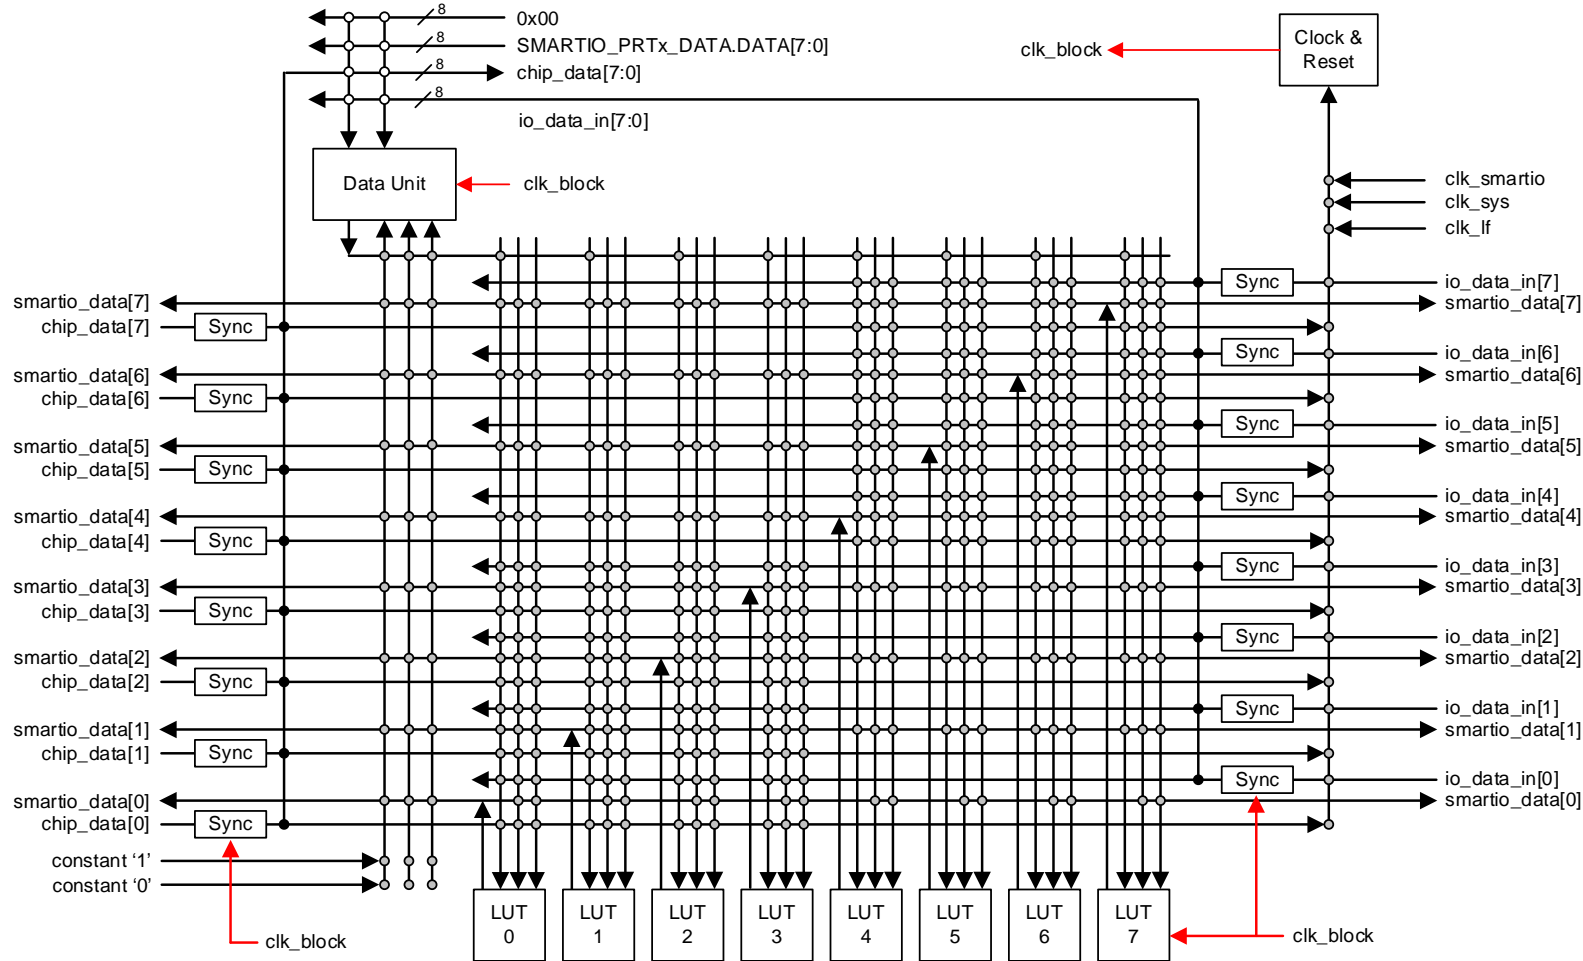 8
0x00
8
SMARTIO_PRTx_DATA.DATA[7:0]
8
chip_data[7:0]
8
io_data_in[7:0]
clk_block
Clock &
Reset
Data Unit
clk_block
clk_smartio
clk_sys
clk_lf
Sync
io_data_in[7]
smartio_data[7]
smartio_data[7]
chip_data[7]
Sync
Sync
io_data_in[6]
smartio_data[6]
smartio_data[6]
chip_data[6]
Sync
Sync
io_data_in[5]
smartio_data[5]
smartio_data[5]
chip_data[5]
Sync
Sync
io_data_in[4]
smartio_data[4]
smartio_data[4]
chip_data[4]
Sync
Sync
io_data_in[3]
smartio_data[3]
smartio_data[3]
chip_data[3]
Sync
Sync
io_data_in[2]
smartio_data[2]
smartio_data[2]
chip_data[2]
Sync
Sync
io_data_in[1]
smartio_data[1]
smartio_data[1]
chip_data[1]
Sync
Sync
io_data_in[0]
smartio_data[0]
smartio_data[0]
chip_data[0]
Sync
constant ‘1’
constant ‘0’
LUT
0
LUT
1
LUT
2
LUT
3
LUT
4
LUT
5
LUT
6
LUT
7
clk_block
clk_block